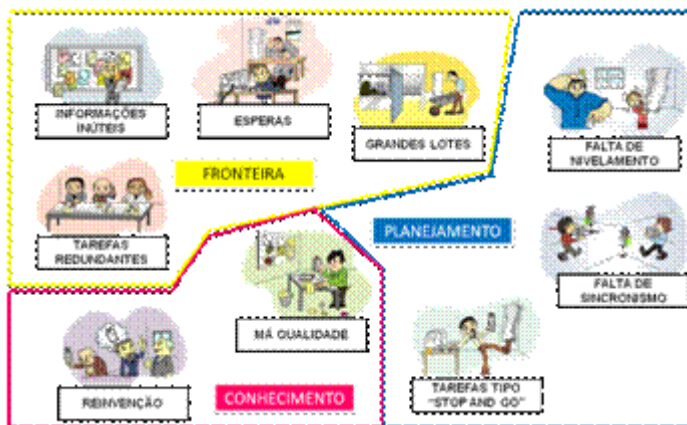 INFORMAÇÕES
INÚTEIS
ESPERAS
GRANDES LOTES
FALTA DE
NIVELAMENTO
FRONTEIRA
TAREFAS
REDUNDANTES
PLANEJAMENTO
FALTA DE
SINCRONISMO
MÁ QUALIDADE
TAREFAS TIPO
“STOP AND GO”
REINVENÇÃO
CONHECIMENTO